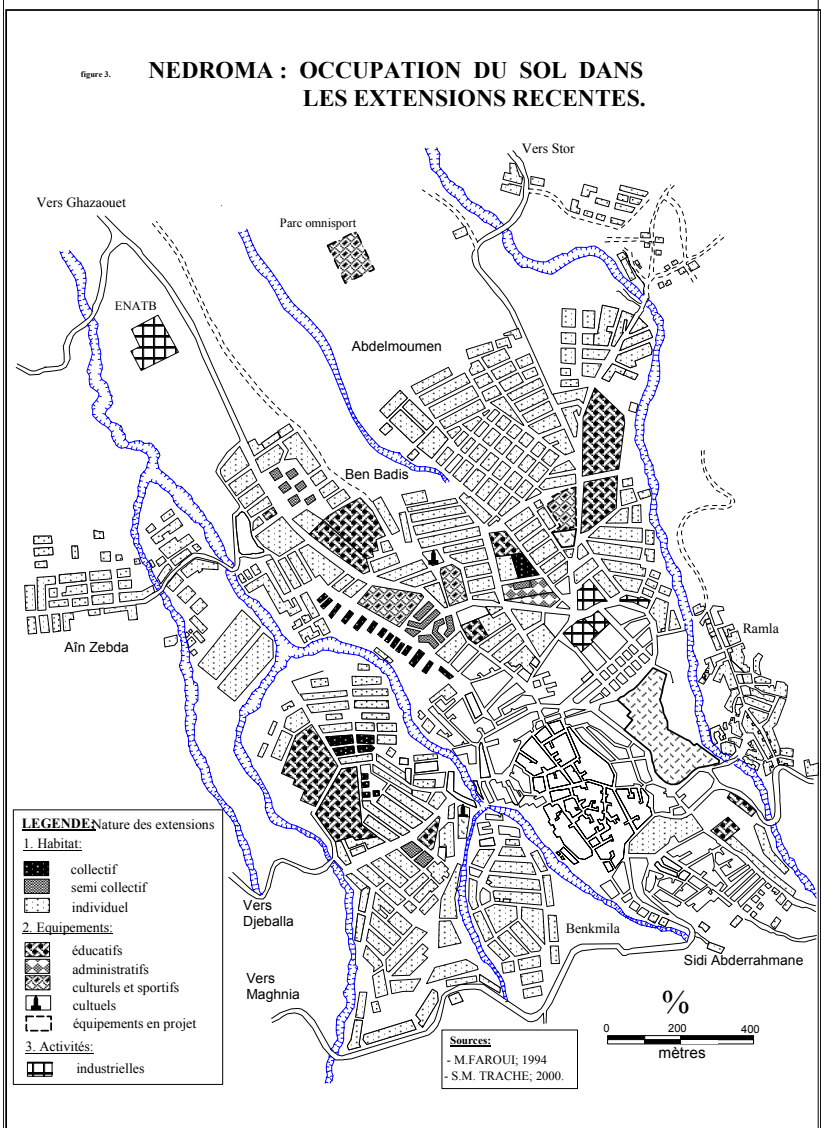 figure 3.
NEDROMA : OCCUPATION DU SOL DANS
LES EXTENSIONS RECENTES.
Vers Stor
Vers Ghazaouet
Parc omnisport
ENATB
Abdelmoumen
Ben Badis
Ramla
Aîn Zebda
LEGENDE: Nature des extensions
1. Habitat:
collectif
semi collectif
individuel
2. Equipements:
éducatifs
administratifs
culturels et sportifs
cultuels
équipements en projet
3. Activités:
industrielles
Vers
Djeballa
Vers
Maghnia
Benkmila
Sidi Abderrahmane
%
0 200 400
mètres
Sources:
- M.FAROUI; 1994
- S.M. TRACHE; 2000.